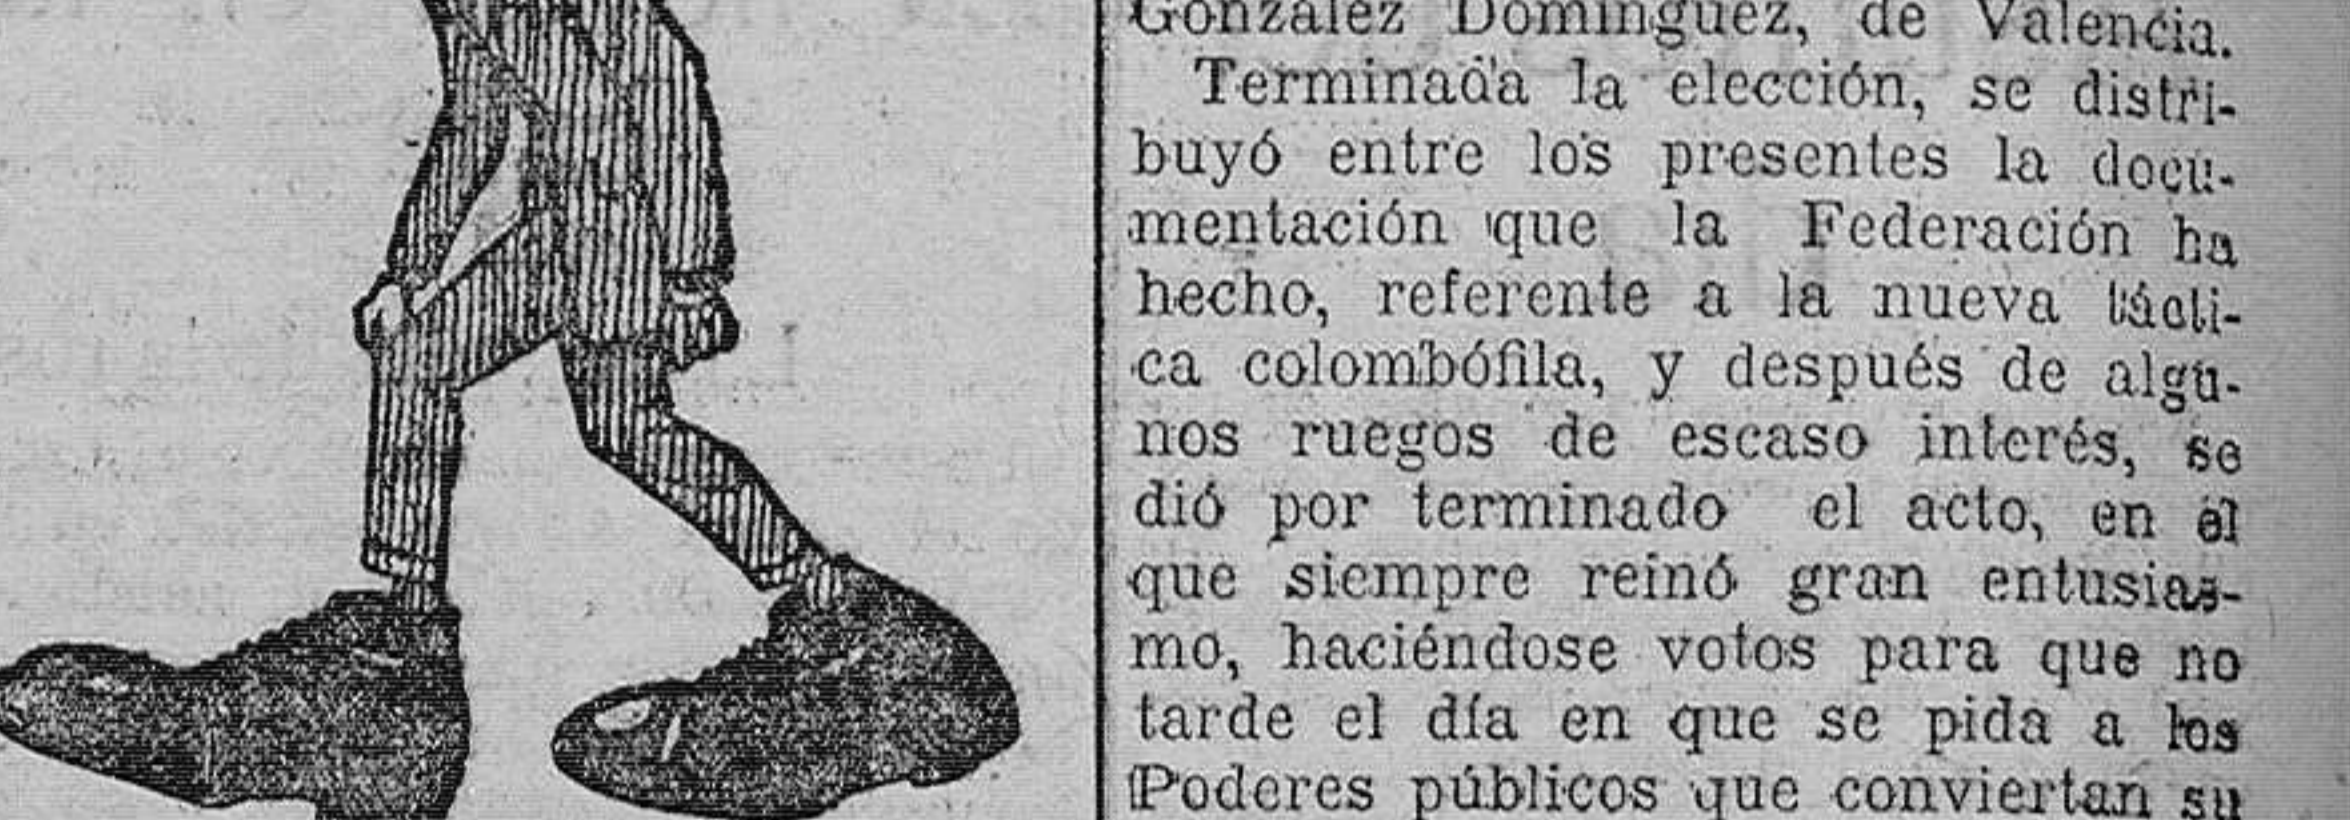 González Domínguez, de Valencia.
Terminada la elección, se distri-
buyó entre los presentes la docu-
mentación que la Federación ha
hecho, referente a la nueva tácti-
ca colombófila, y después de algu-
nos ruegos de escaso interés, se
dió por terminado el acto, en el
que siempre reinó gran entusias-
mo, haciéndose votos para que no
tarde el día en que se pida a los
Poderes públicos que conviertan su